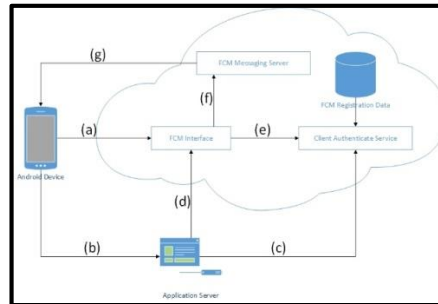 (g)
FCM Messaging Server
(f)
FCM Registration Data
(a)
FCM Interface
(e)
Client Authenticate Service
Android Device
(d)
(b)
(c)
Application Server